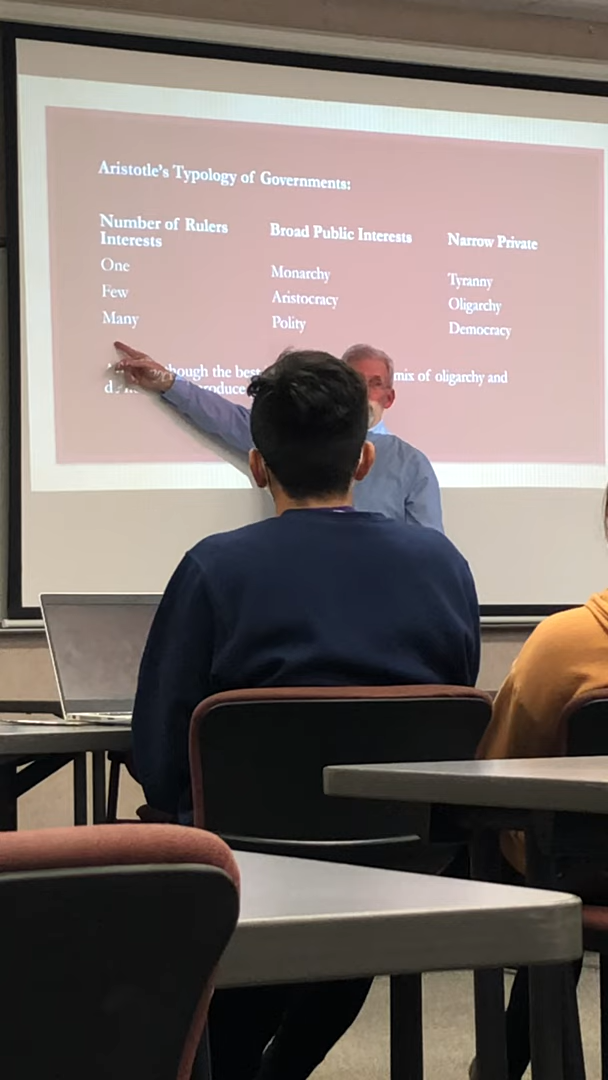 Aristotle's Typology of Governments:
Number of Rulers Broad Public Interests Narrow Private
Interests
One Monarchy Tyranny
Few Aristocracy Oligarchy
Many Polity Democracy
though the best mix of oligarchy and